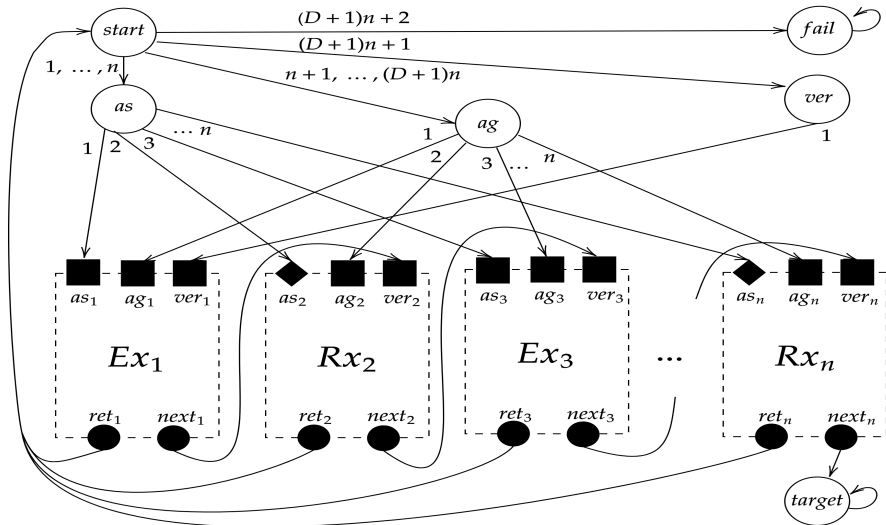 start
(D + 1)n + 2
fail
(D + 1)n + 1
1, … , n
n + 1, … , (D + 1)n
ver
as
ag
1
2
3
… n
1
2
3
…
n
1
as₁
ag₁
ver₁
as₂
ag₂
ver₂
as₃
ag₃
ver₃
asₙ
agₙ
verₙ
Ex₁
Rx₂
Ex₃
...
Rxₙ
ret₁
next₁
ret₂
next₂
ret₃
next₃
retₙ
nextₙ
target